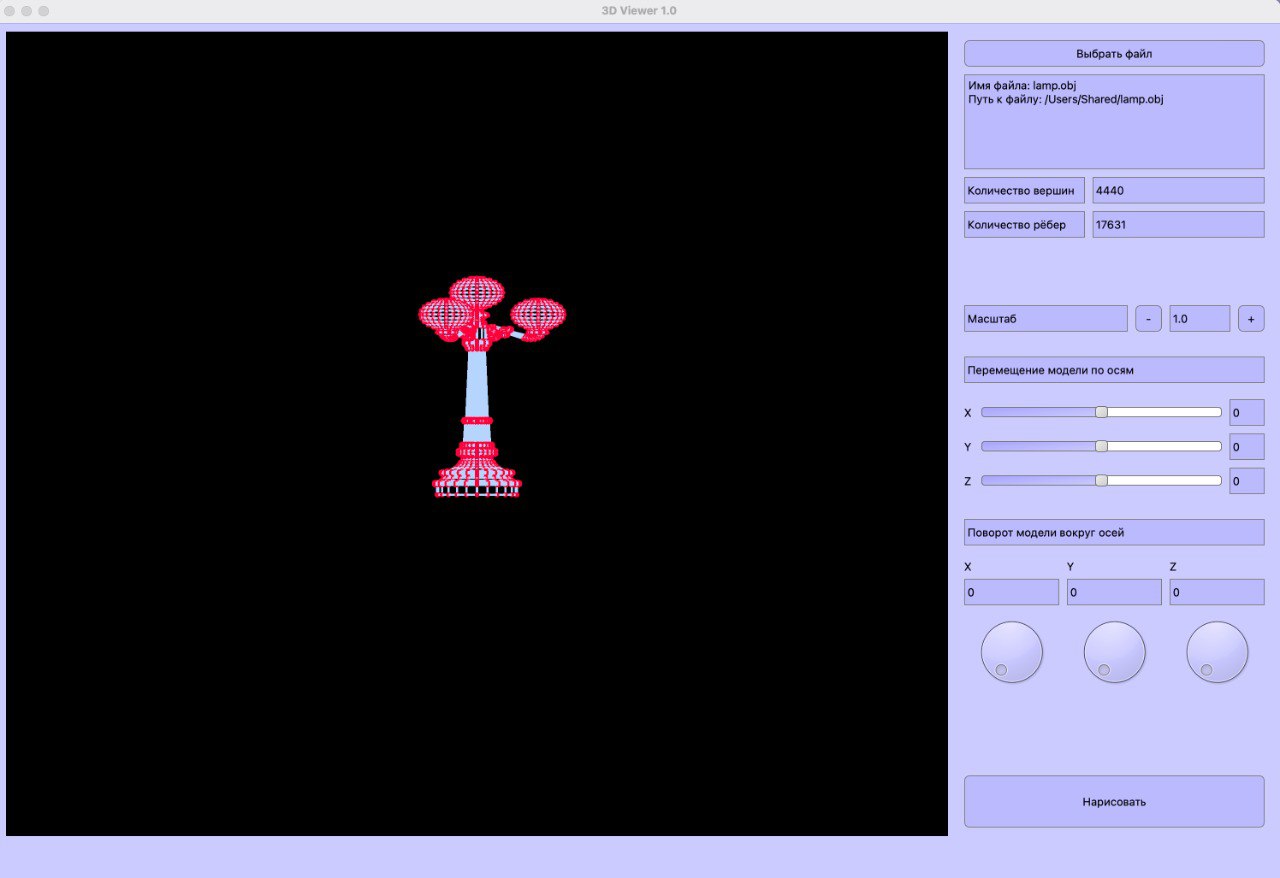 3D Viewer 1.0
Выбрать файл
Имя файла: lamp.obj
Путь к файлу: /Users/Shared/lamp.obj
Количество вершин 4440
Количество рёбер 17631
Масштаб - 1.0 +
Перемещение модели по осям
X 0
Y 0
Z 0
Поворот модели вокруг осей
X Y Z
0 0 0
Нарисовать